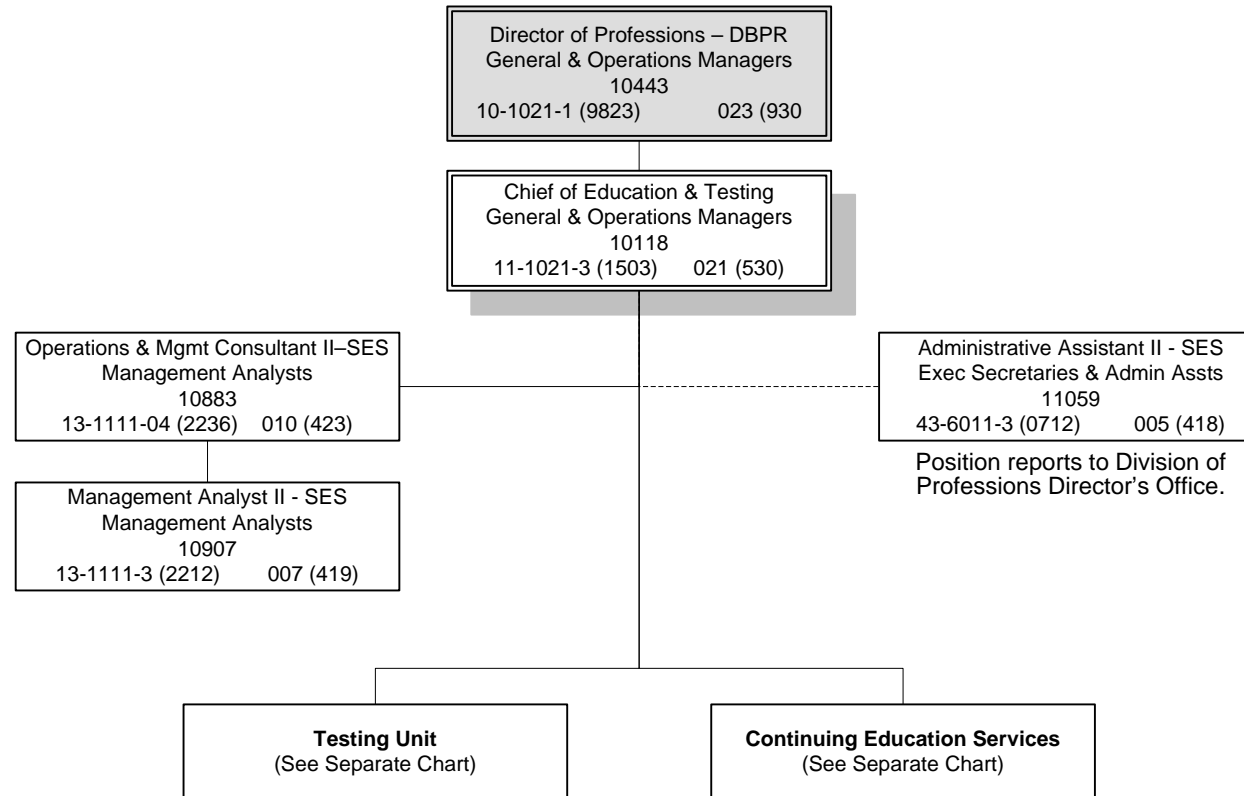 Director of Professions – DBPR
General & Operations Managers
10443
10-1021-1 (9823) 023 (930
Chief of Education & Testing
General & Operations Managers
10118
11-1021-3 (1503) 021 (530)
Operations & Mgmt Consultant II–SES
Management Analysts
10883
13-1111-04 (2236) 010 (423)
Administrative Assistant II - SES
Exec Secretaries & Admin Assts
11059
43-6011-3 (0712) 005 (418)
Position reports to Division of
Professions Director’s Office.
Management Analyst II - SES
Management Analysts
10907
13-1111-3 (2212) 007 (419)
Testing Unit
(See Separate Chart)
Continuing Education Services
(See Separate Chart)